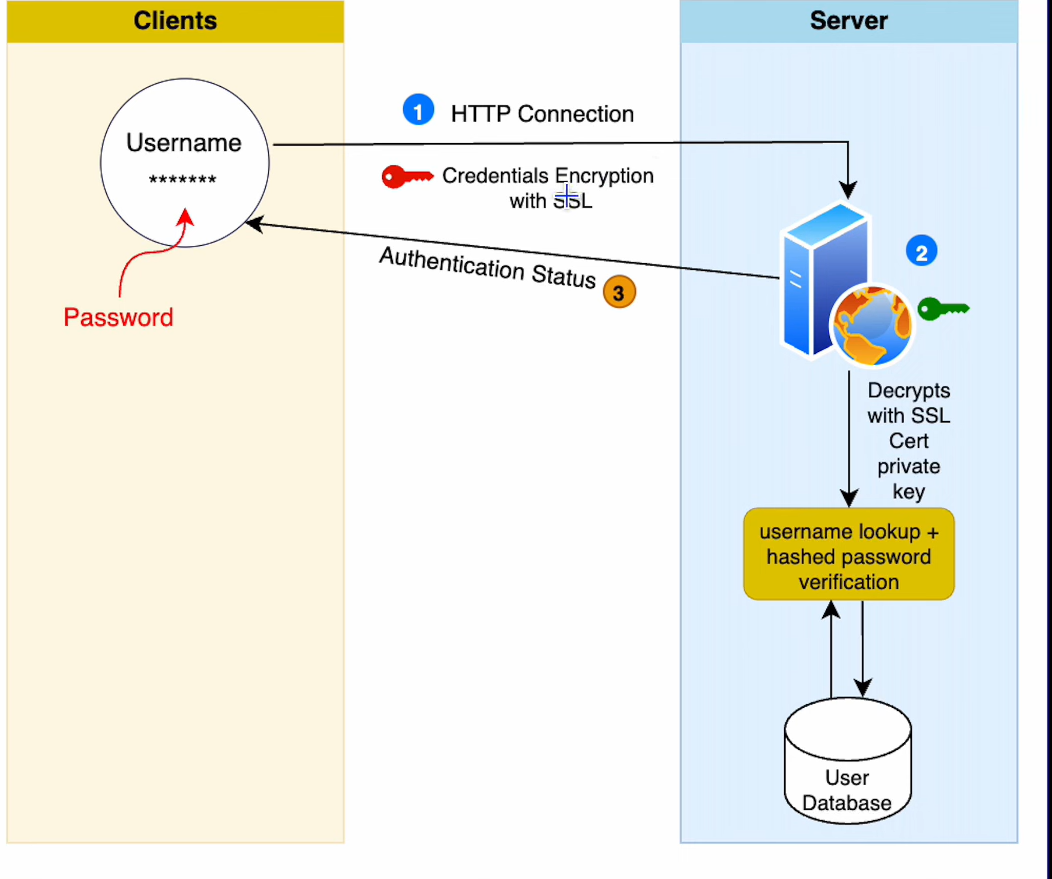 Clients
Server
1
HTTP Connection
Username
*******
Credentials Encryption
with SSL
Authentication Status
3
2
Password
Decrypts
with SSL
Cert
private
key
username lookup +
hashed password
verification
User
Database